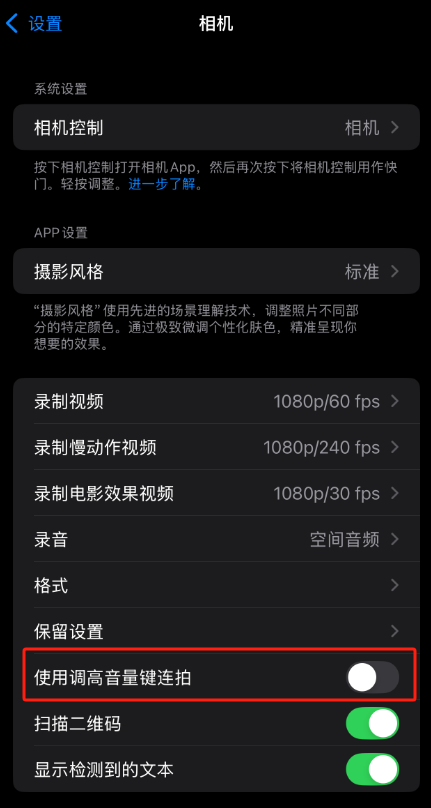 设置
相机
系统设置
相机控制 相机
按下相机控制打开相机 App，然后再次按下将相机控制用作快
门。轻按调整。进一步了解。
APP 设置
摄影风格 标准
“摄影风格”使用先进的场景理解技术，调整照片不同部
分的特定颜色。通过极致微调个性化肤色，精准呈现你
想要的效果。
录制视频 1080p/60 fps
录制慢动作视频 1080p/240 fps
录制电影效果视频 1080p/30 fps
录音 空间音频
格式
保留设置
使用调高音量键连拍
扫描二维码
显示检测到的文本